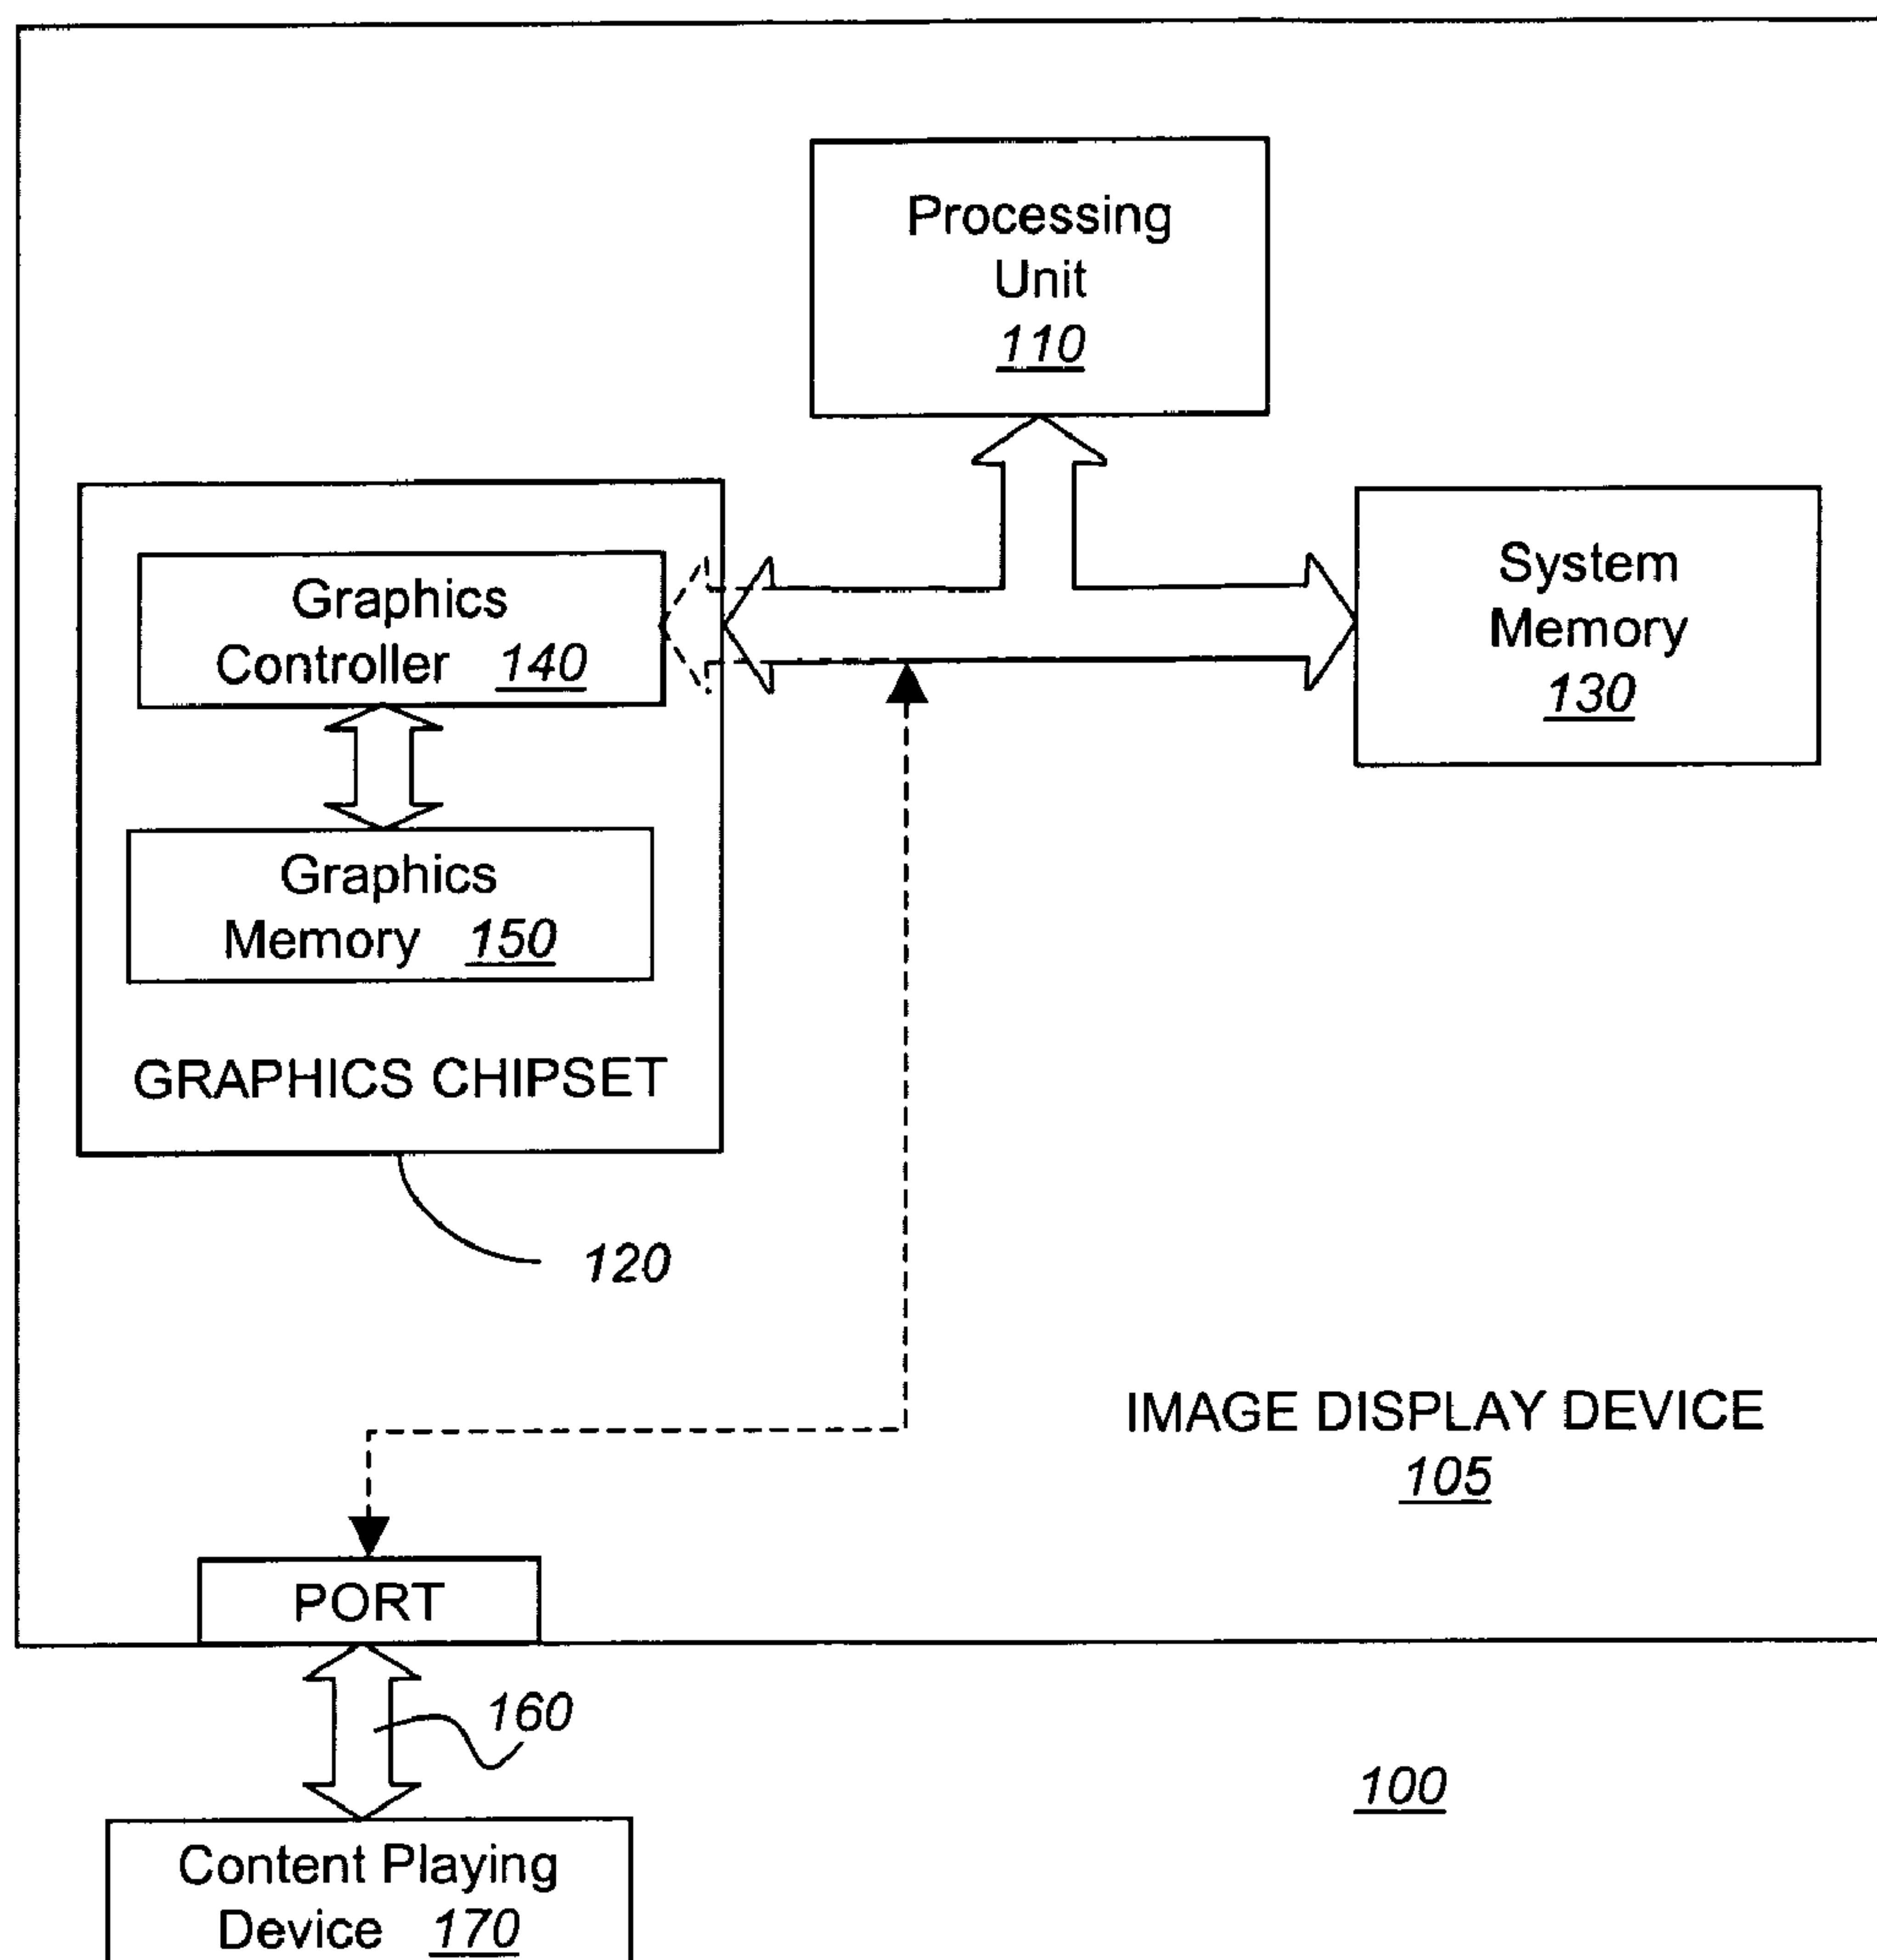 Processing
Unit
110
Graphics
Controller 140
System
Memory
130
Graphics
Memory 150
GRAPHICS CHIPSET
120
IMAGE DISPLAY DEVICE
105
PORT
160
100
Content Playing
Device 170